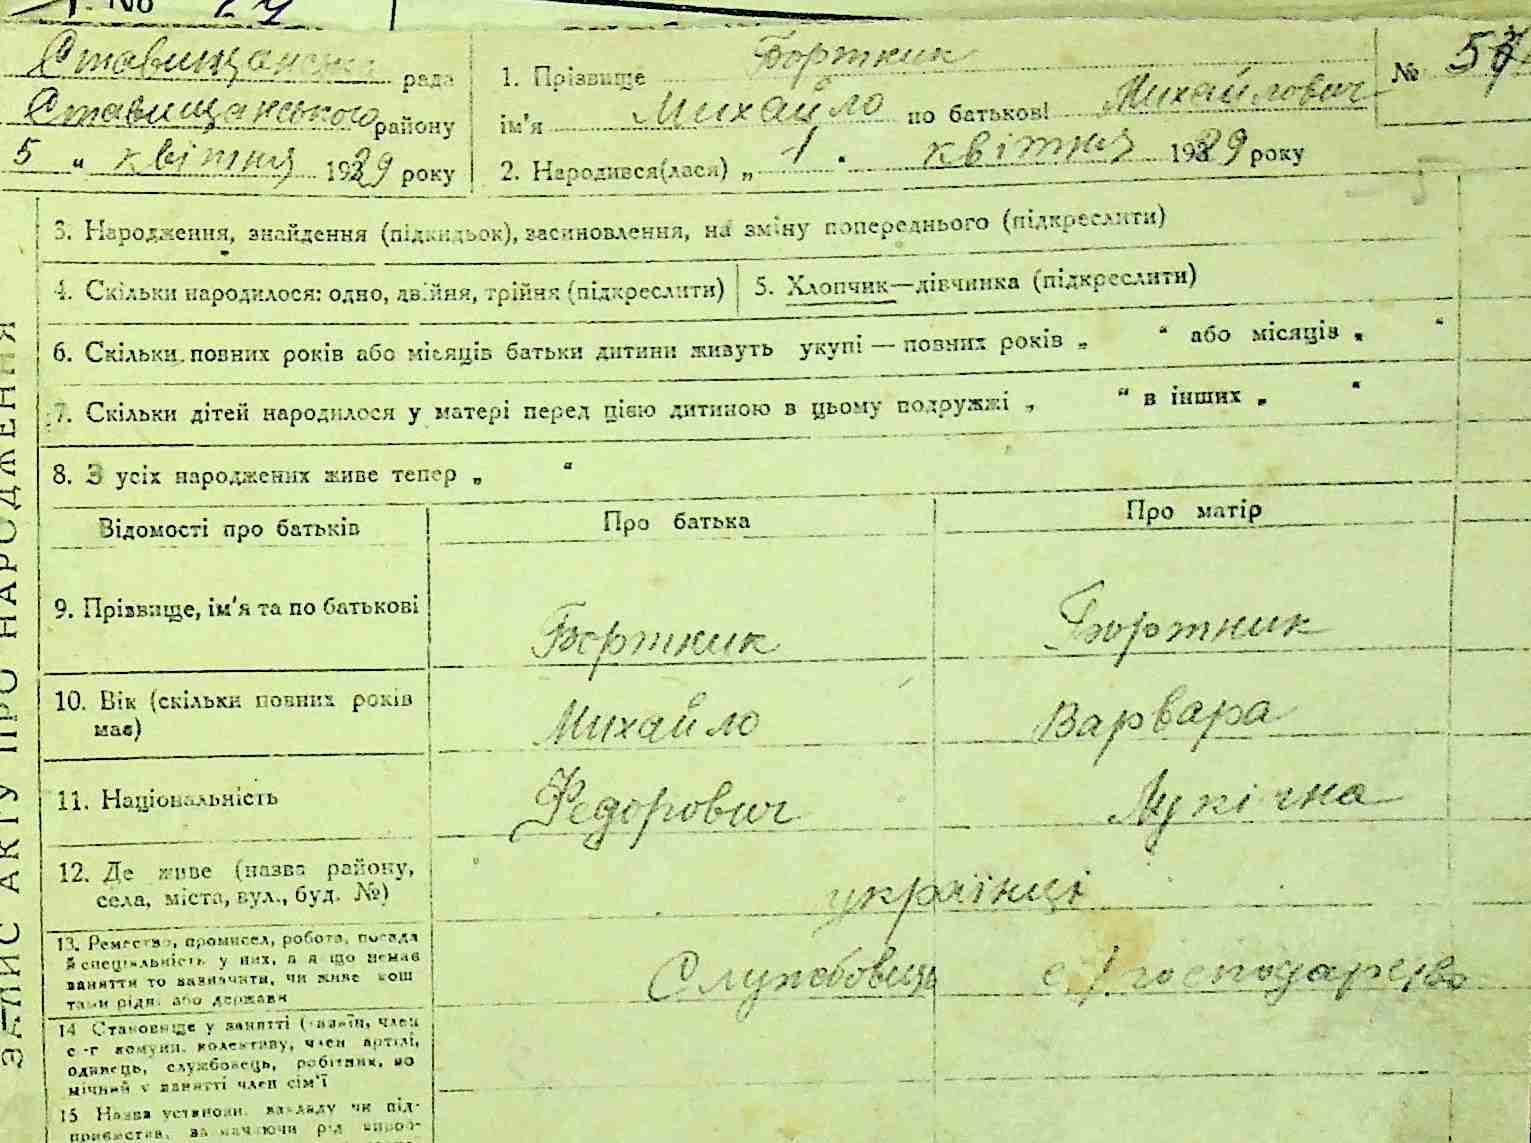 № 57
Ставищанська рада
Ставищанського району
5 „ квітня 1929 року
1. Прізвище Бортник
ім'я Михайло по батькові Михайлович
2. Народився(лася) „ 1 " квітня 1929 року
ЗАПИС АКТУ ПРО НАРОДЖЕННЯ
3. Народження, знайдення (підкидьок), засиновлення, на зміну попереднього (підкреслити)
4. Скільки народилося: одно, двійня, трійня (підкреслити)
5. Хлопчик—дівчинка (підкреслити)
6. Скільки повних років або місяців батьки дитини живуть укупі — повних років „ “ або місяців „ “
7. Скільки дітей народилося у матері перед цією дитиною в цьому подружжі „ “ в інших „ “
8. З усіх народжених живе тепер „ “
Відомості про батьків Про батька Про матір
9. Прізвище, ім'я та по батькові Бортник Бортник
10. Вік (скільки повних років має) Михайло Варвара
11. Національність Федорович Лукічна
12. Де живе (назва району, села, міста, вул., буд. №) українці
13. Ремество, промисел, робота, посада й спеціяльність у них, а якщо немає заняття то зазначити, чи живе кош тами рідні або держави Службовець с/господарство
14 Становище у занятті (хазяїн, член с-г комуни, колективу, член артілі, одинець, службовець, робітник, по мічний у занятті член сім'ї
15 Назва установи, закладу чи під-
приємства, зазначаючи рід вироб-